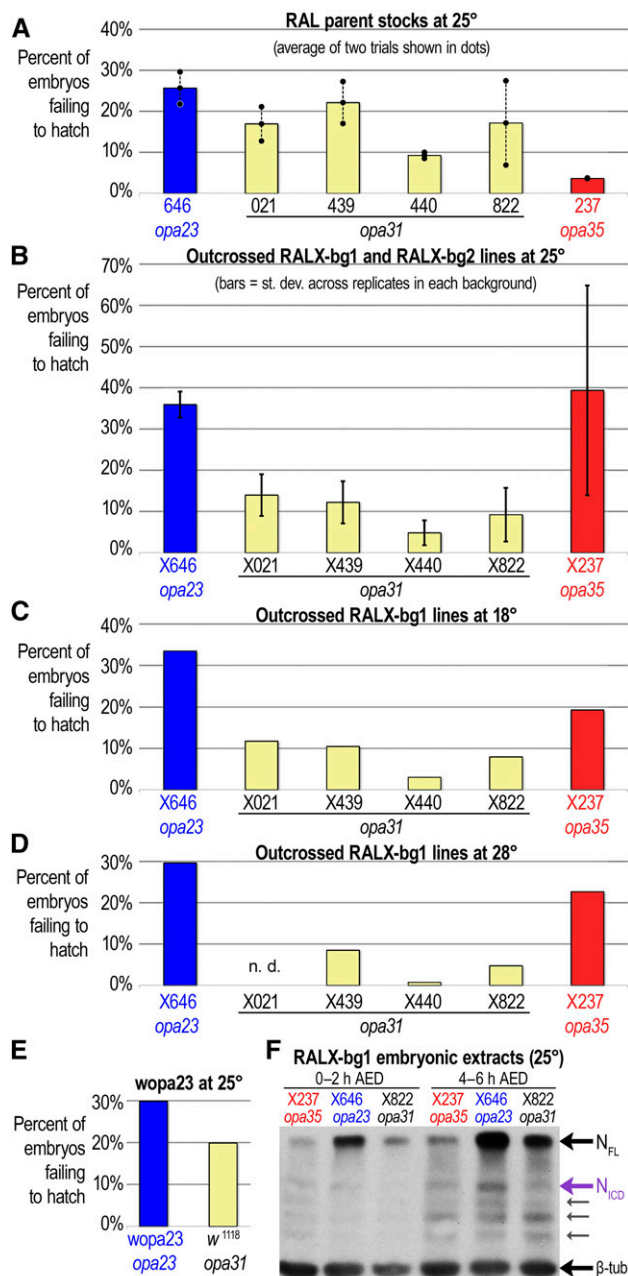 A
RAL parent stocks at 25°
(average of two trials shown in dots)
Percent of
embryos
failing
to hatch
40%
30%
20%
10%
0%
646 021 439 440 822 237
opa23 opa31 opa35
B
Outcrossed RALX-bg1 and RALX-bg2 lines at 25°
(bars = st. dev. across replicates in each background)
Percent of
embryos
failing
to hatch
70%
60%
50%
40%
30%
20%
10%
0%
X646 X021 X439 X440 X822 X237
opa23 opa31 opa35
C
Outcrossed RALX-bg1 lines at 18°
Percent of
embryos
failing
to hatch
40%
30%
20%
10%
0%
X646 X021 X439 X440 X822 X237
opa23 opa31 opa35
D
Outcrossed RALX-bg1 lines at 28°
Percent of
embryos
failing to
hatch
30%
20%
10%
0%
n. d.
X646 X021 X439 X440 X822 X237
opa23 opa31 opa35
E
wopa23 at 25°
Percent of
embryos
failing
to hatch
30%
20%
10%
0%
wopa23 w1118
opa23 opa31
F
RALX-bg1 embryonic extracts (25°)
0–2 h AED 4–6 h AED
X237 X646 X822 X237 X646 X822
opa35 opa23 opa31 opa35 opa23 opa31
NFL
NICD
β-tub